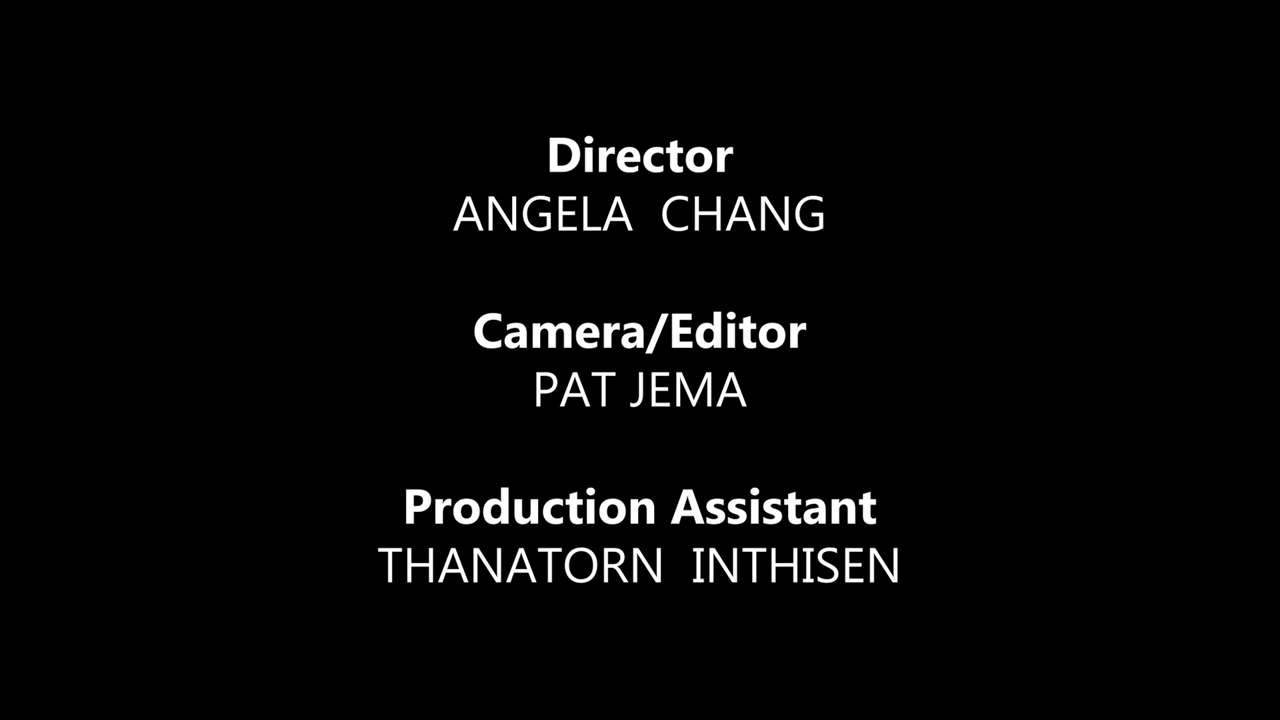 Director
ANGELA  CHANG
Camera/Editor
PAT JEMA
Production Assistant
THANATORN  INTHISEN